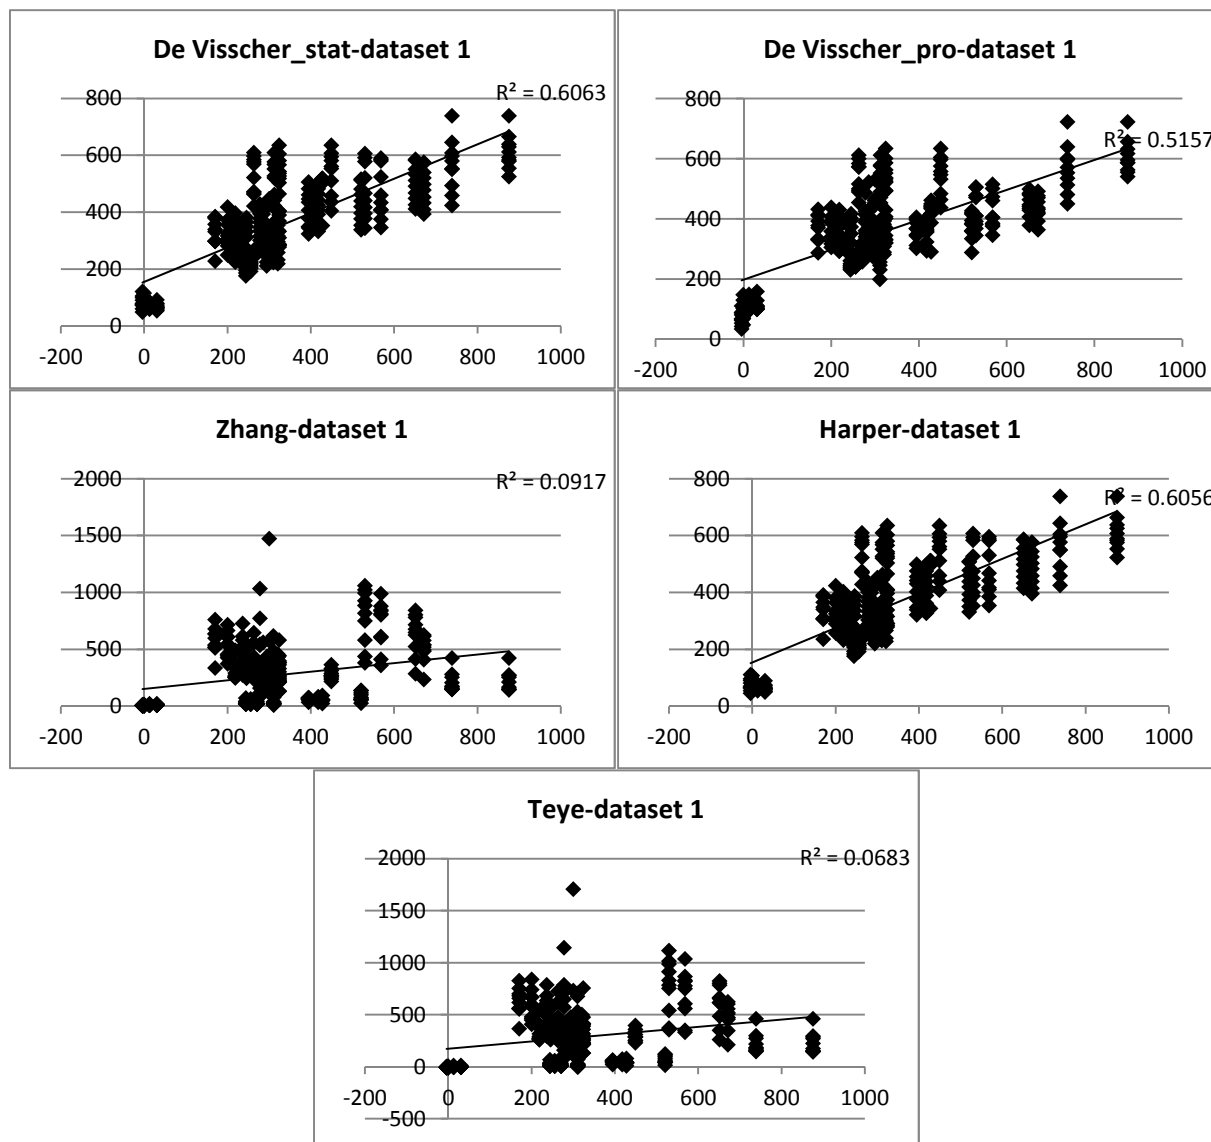 De Visscher_stat-dataset 1
R² = 0.6063
800
600
400
200
0
-200 0 200 400 600 800 1000
De Visscher_pro-dataset 1
R² = 0.5157
800
600
400
200
0
-200 0 200 400 600 800 1000
Zhang-dataset 1
R² = 0.0917
2000
1500
1000
500
0
-200 0 200 400 600 800 1000
Harper-dataset 1
R² = 0.6056
800
600
400
200
0
-200 0 200 400 600 800 1000
Teye-dataset 1
R² = 0.0683
2000
1500
1000
500
0
-500
-200 0 200 400 600 800 1000